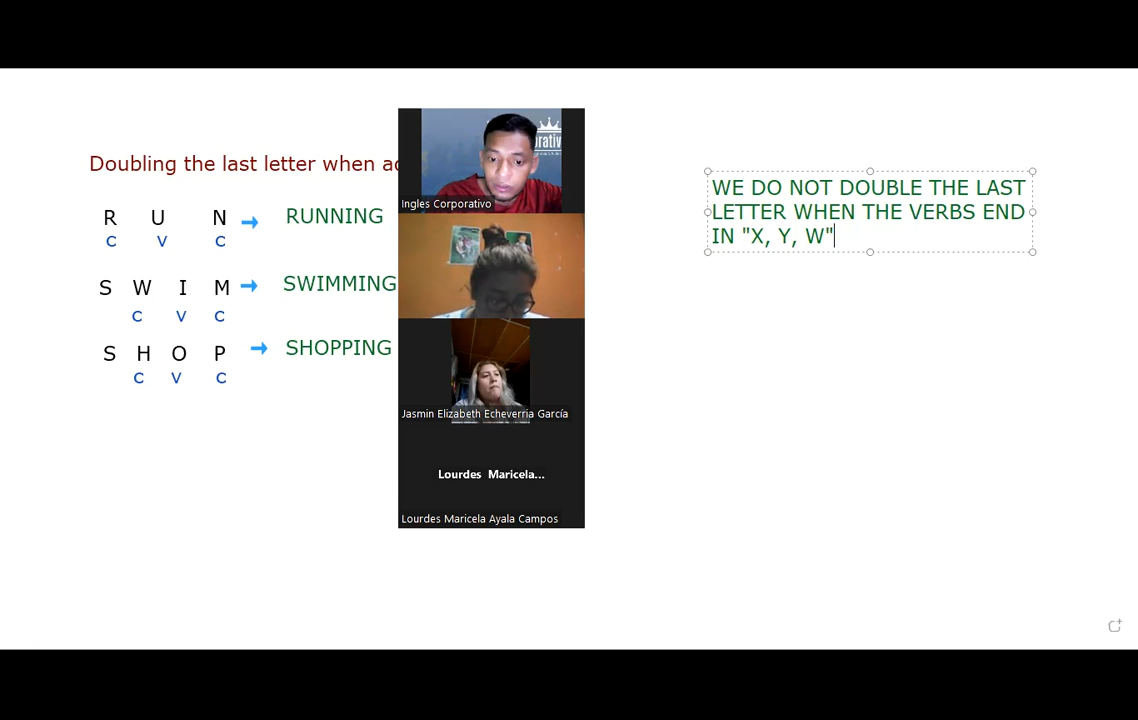 Doubling the last letter when ac
R U N RUNNING
C V C
S W I M SWIMMING
C V C
S H O P SHOPPING
C V C
orativ
Ingles Corporativo
Jasmin Elizabeth Echeverria García
Lourdes Maricela...
Lourdes Maricela Ayala Campos
WE DO NOT DOUBLE THE LAST
LETTER WHEN THE VERBS END
IN "X, Y, W"